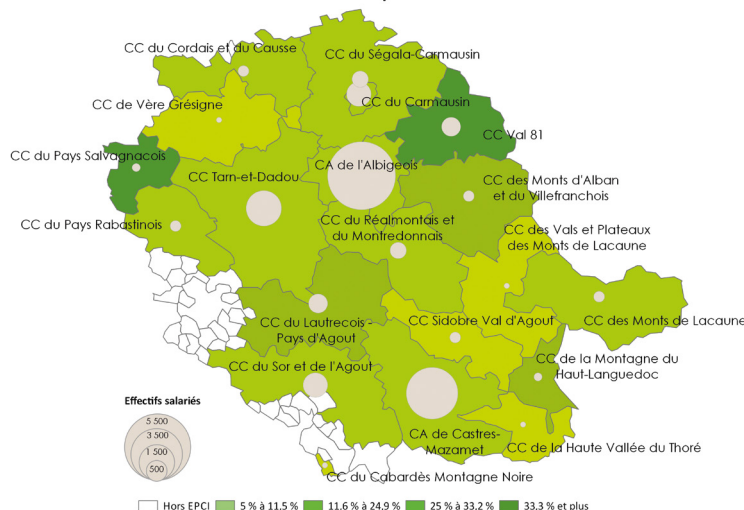 CC du Cordais et du Causse
CC du Ségala-Carmausin
CC de Vère Grésigne
CC du Carmausin
CC Val 81
CC du Pays Salvagnacois
CA de l'Albigeois
CC Tarn-et-Dadou
CC des Monts d'Alban
et du Villefranchois
CC du Pays Rabastinois
CC du Réalmontais et
du Montredonnais
CC des Vals et Plateaux
des Monts de Lacaune
CC du Lautrecois -
Pays d'Agout
CC Sidobre Val d'Agout
CC des Monts de Lacaune
CC de la Montagne du
Haut-Languedoc
CC du Sor et de l'Agout
Effectifs salariés
5 500
3 500
1 500
500
CA de Castres-
Mazamet
CC de la Haute Vallée du Thoré
CC du Cabardès Montagne Noire
Hors EPCI 5 % à 11.5 % 11.6 % à 24.9 % 25 % à 33.2 % 33.3 % et plus